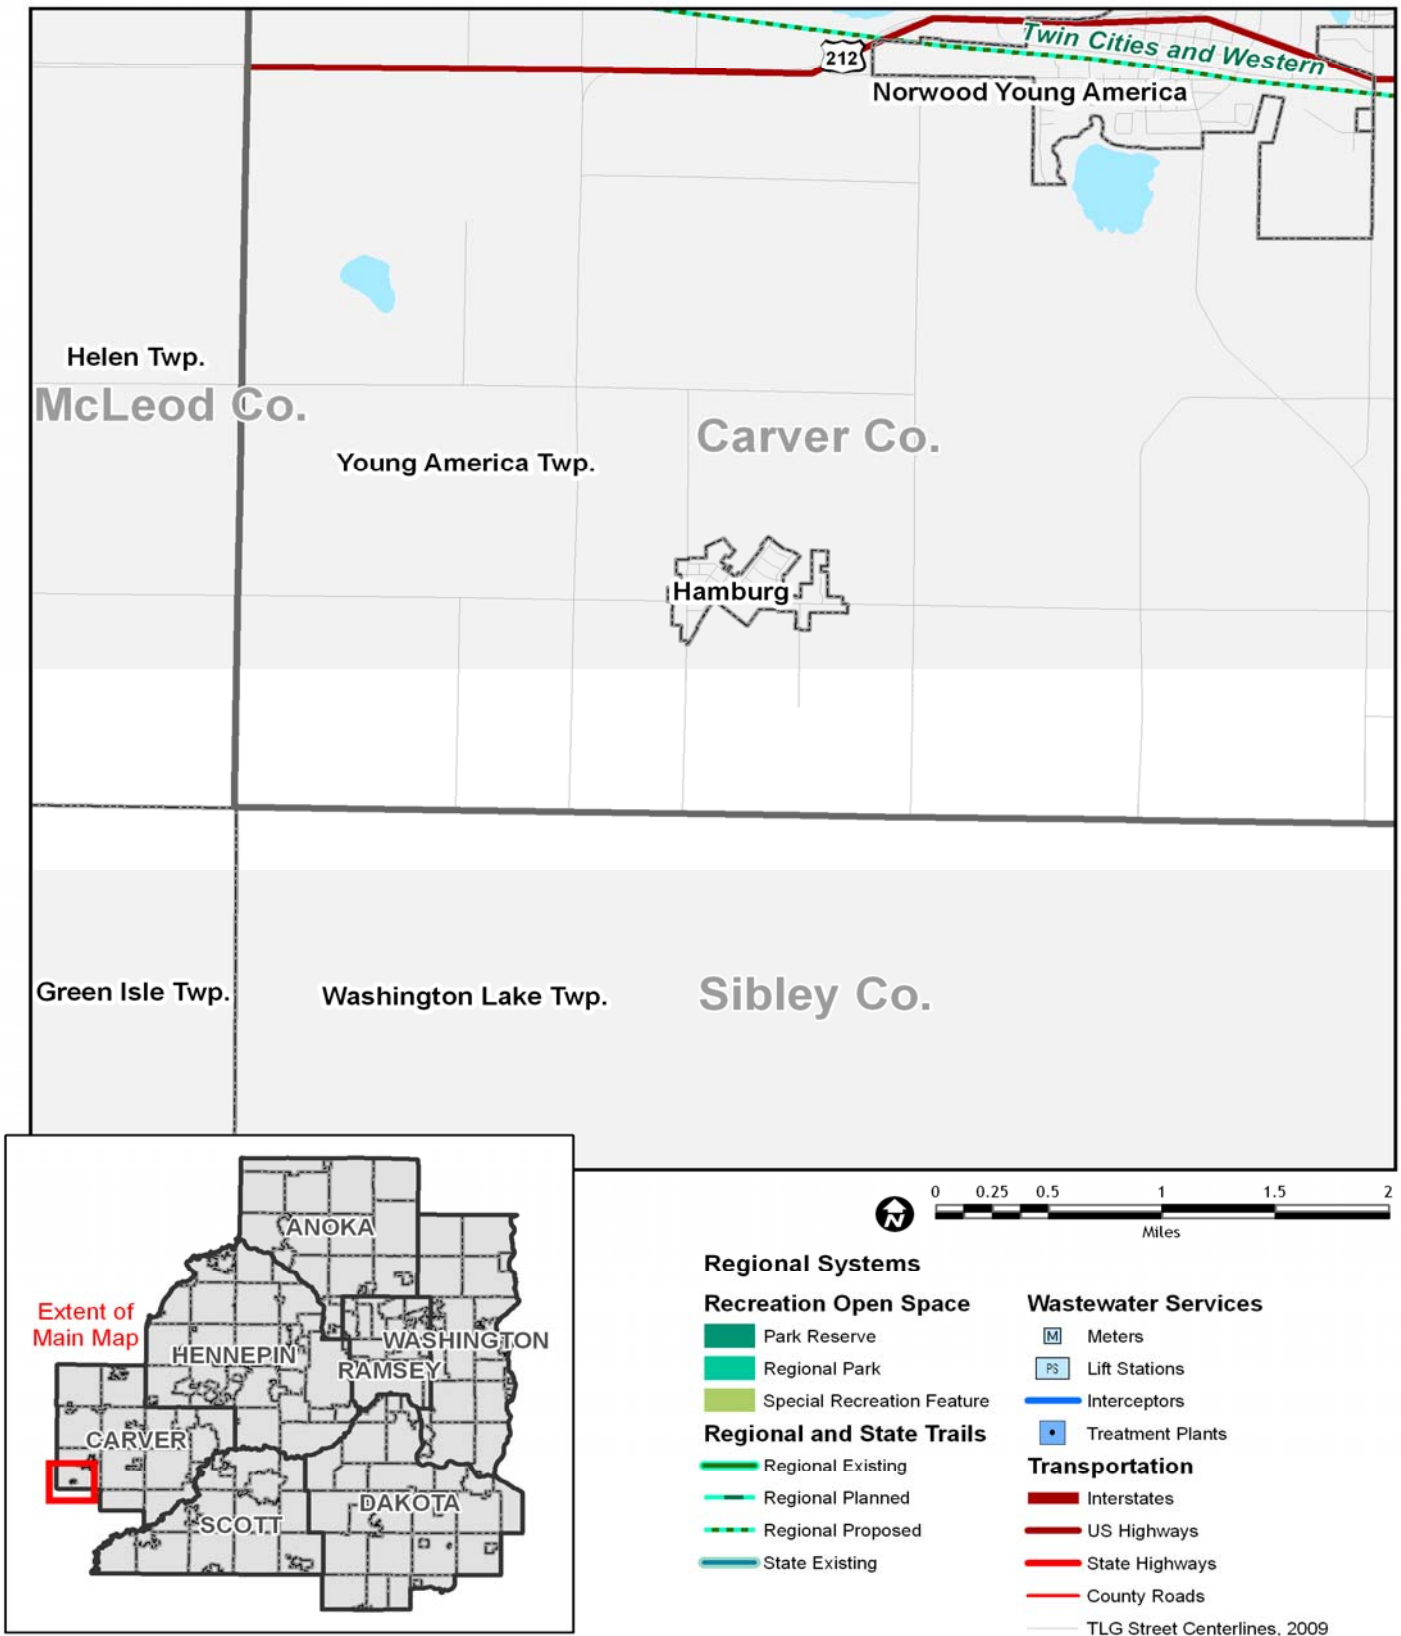 Twin Cities and Western
212
Norwood Young America
Helen Twp.
McLeod Co.
Carver Co.
Young America Twp.
Hamburg
Green Isle Twp.
Washington Lake Twp.
Sibley Co.
ANOKA
Extent of
Main Map
HENNEPIN
WASHINGTON
RAMSEY
CARVER
SCOTT
DAKOTA
N
0 0.25 0.5 1 1.5 2
Miles
Regional Systems
Recreation Open Space
Park Reserve
Regional Park
Special Recreation Feature
Regional and State Trails
Regional Existing
Regional Planned
Regional Proposed
State Existing
Wastewater Services
M Meters
PS Lift Stations
Interceptors
Treatment Plants
Transportation
Interstates
US Highways
State Highways
County Roads
TLG Street Centerlines, 2009